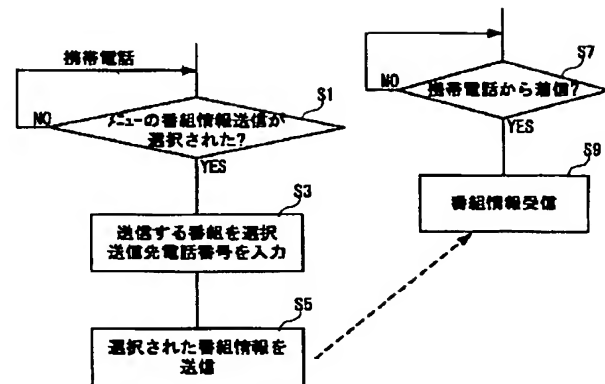 携帯電話
S1
メニューの番組情報送信が
選択された?
NO
YES
S3
送信する番組を選択
送信先電話番号を入力
S5
選択された番組情報を
送信
S7
携帯電話から着信?
NO
YES
S9
番組情報受信